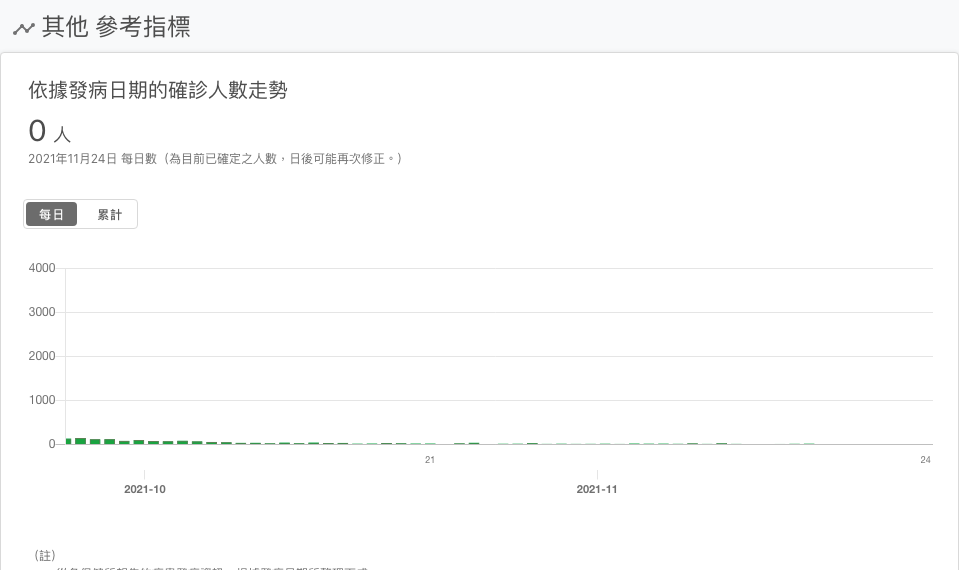 其他 參考指標
依據發病日期的確診人數走勢
0 人
2021年11月24日 每日數（為目前已確定之人數，日後可能再次修正。）
每日 累計
4000
3000
2000
1000
0
21 24
2021-10 2021-11
（註）